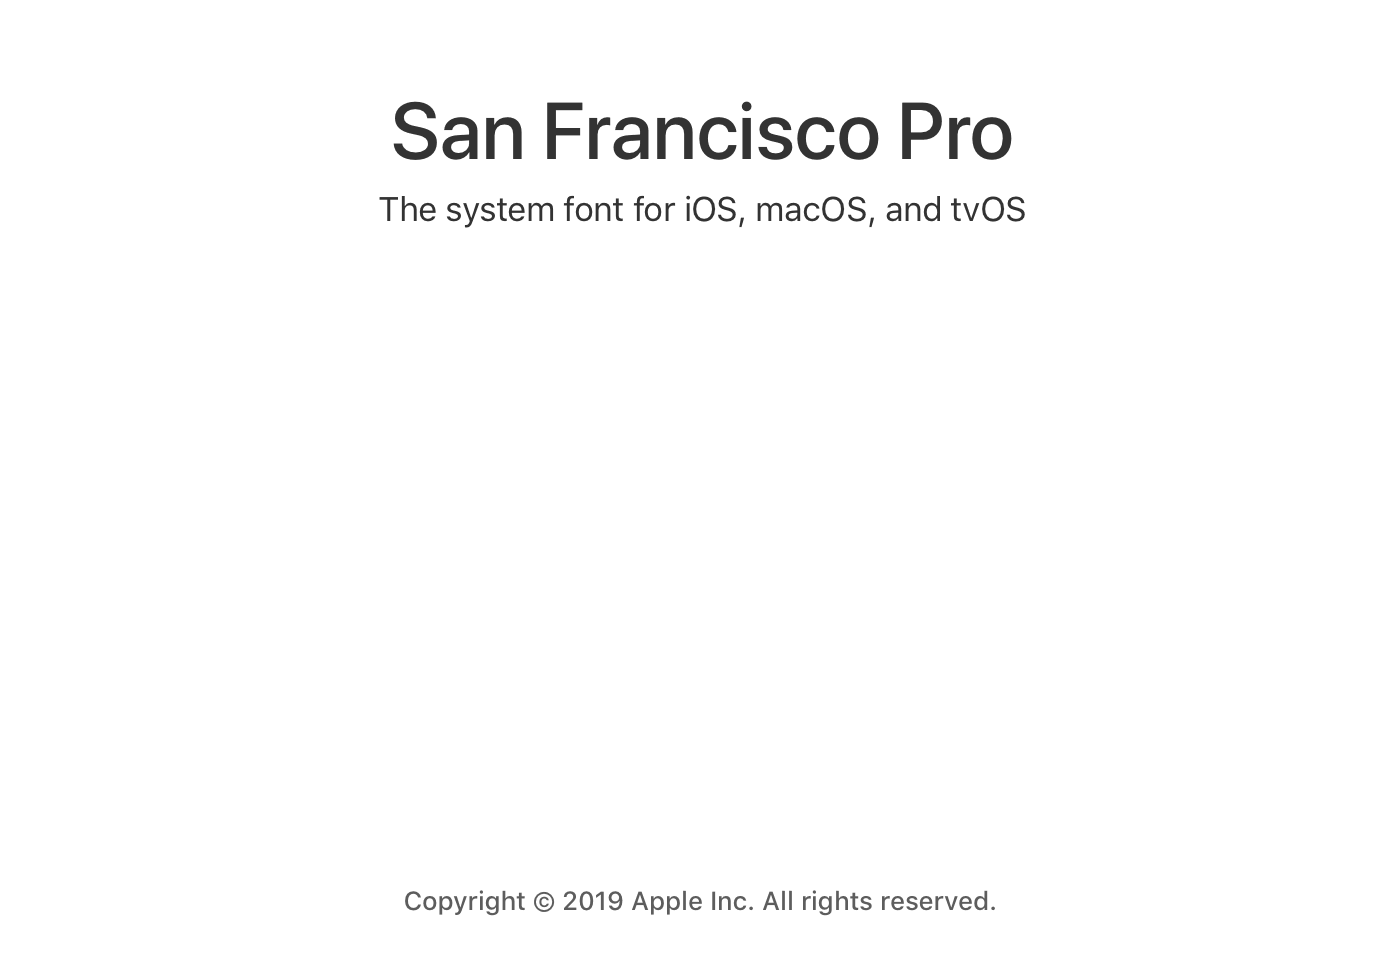 San Francisco Pro
The system font for iOS, macOS, and tvOS
Copyright © 2019 Apple Inc. All rights reserved.